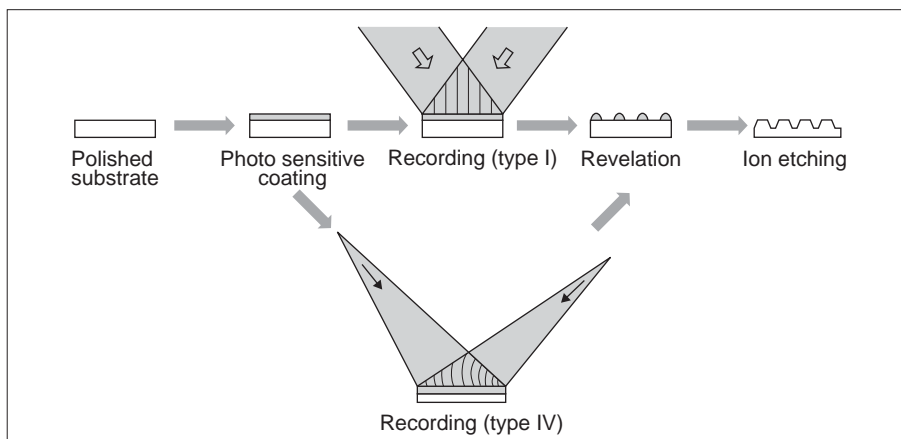 Polished
substrate
Photo sensitive
coating
Recording (type I)
Revelation
Ion etching
Recording (type IV)